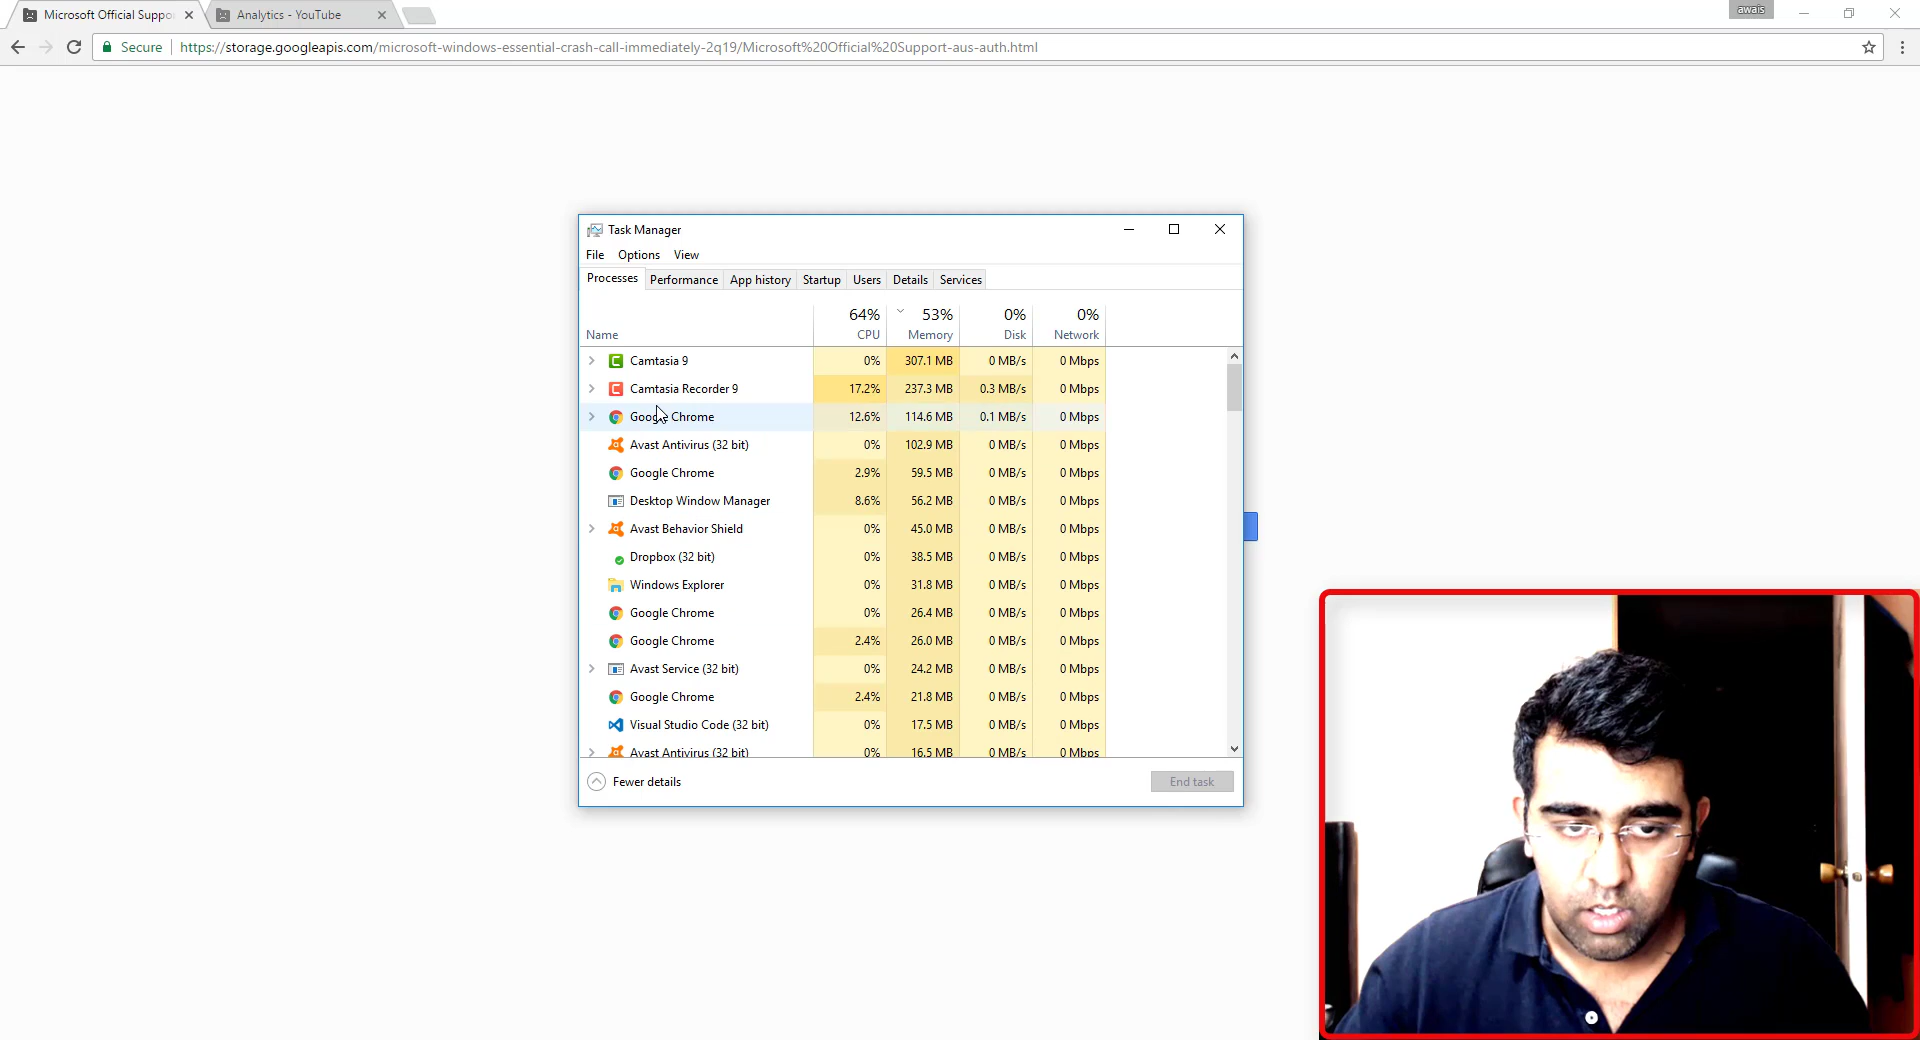 Microsoft Official Suppo
Analytics - YouTube
awais
Secure https://storage.googleapis.com/microsoft-windows-essential-crash-call-immediately-2q19/Microsoft%20Official%20Support-aus-auth.html
Task Manager
File Options View
Processes Performance App history Startup Users Details Services
64% 53% 0% 0%
Name CPU Memory Disk Network
Camtasia 9 0% 307.1 MB 0 MB/s 0 Mbps
Camtasia Recorder 9 17.2% 237.3 MB 0.3 MB/s 0 Mbps
Google Chrome 12.6% 114.6 MB 0.1 MB/s 0 Mbps
Avast Antivirus (32 bit) 0% 102.9 MB 0 MB/s 0 Mbps
Google Chrome 2.9% 59.5 MB 0 MB/s 0 Mbps
Desktop Window Manager 8.6% 56.2 MB 0 MB/s 0 Mbps
Avast Behavior Shield 0% 45.0 MB 0 MB/s 0 Mbps
Dropbox (32 bit) 0% 38.5 MB 0 MB/s 0 Mbps
Windows Explorer 0% 31.8 MB 0 MB/s 0 Mbps
Google Chrome 0% 26.4 MB 0 MB/s 0 Mbps
Google Chrome 2.4% 26.0 MB 0 MB/s 0 Mbps
Avast Service (32 bit) 0% 24.2 MB 0 MB/s 0 Mbps
Google Chrome 2.4% 21.8 MB 0 MB/s 0 Mbps
Visual Studio Code (32 bit) 0% 17.5 MB 0 MB/s 0 Mbps
Avast Antivirus (32 bit) 0% 16.5 MB 0 MB/s 0 Mbps
Fewer details End task